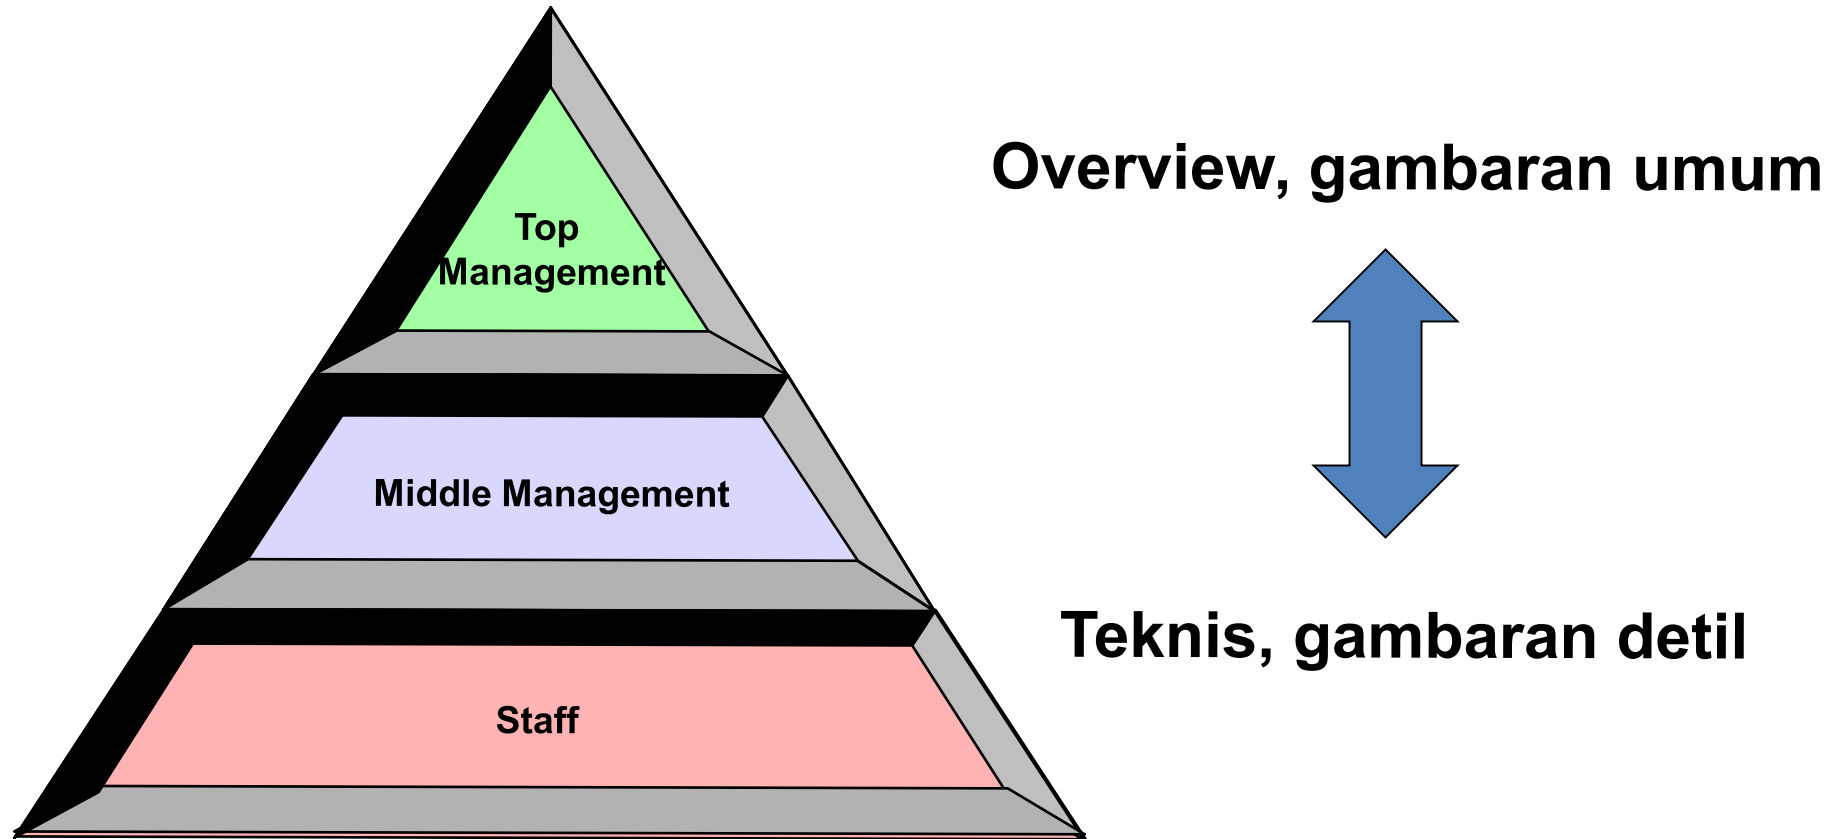 Overview, gambaran umum
Top
Management
Middle Management
Teknis, gambaran detil
Staff